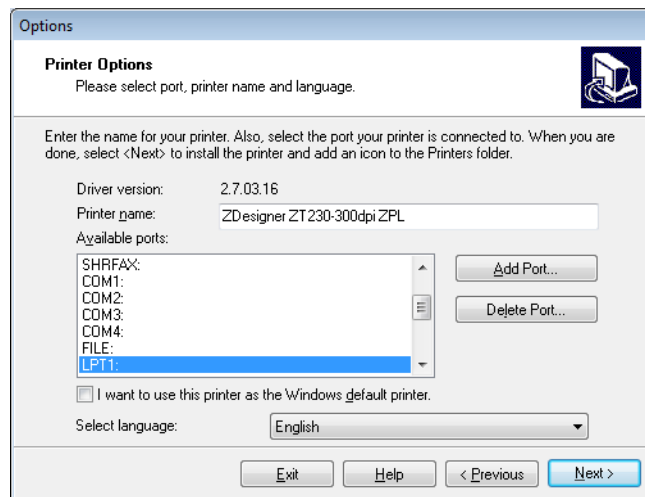 Options
Printer Options
Please select port, printer name and language.
Enter the name for your printer. Also, select the port your printer is connected to. When you are
done, select <Next> to install the printer and add an icon to the Printers folder.
Driver version: 2.7.03.16
Printer name: ZDesigner ZT230-300dpi ZPL
Available ports:
SHRFAX:
COM1:
COM2:
COM3:
COM4:
FILE:
LPT1:
Add Port...
Delete Port...
I want to use this printer as the Windows default printer.
Select language: English
Exit Help < Previous Next >